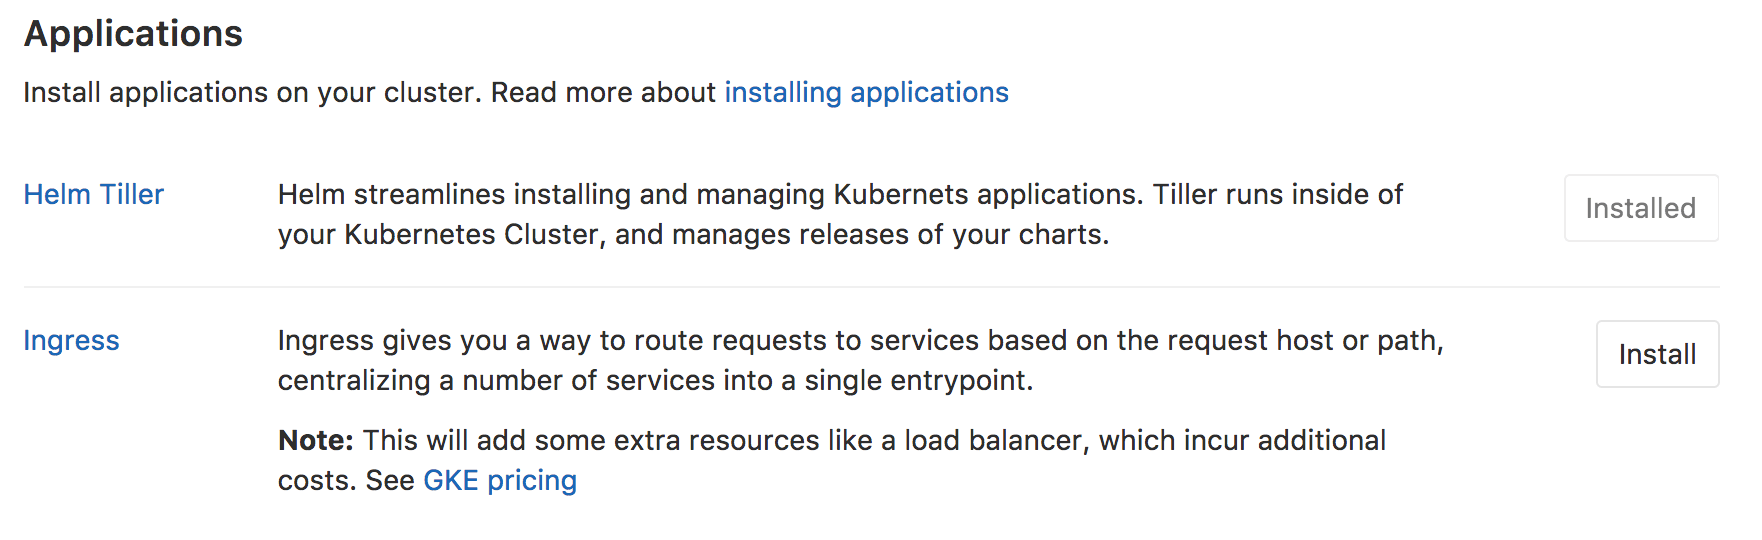 Applications
Install applications on your cluster. Read more about installing applications
Helm Tiller
Helm streamlines installing and managing Kubernets applications. Tiller runs inside of
your Kubernetes Cluster, and manages releases of your charts.
Installed
Ingress
Ingress gives you a way to route requests to services based on the request host or path,
centralizing a number of services into a single entrypoint.
Install
Note: This will add some extra resources like a load balancer, which incur additional
costs. See GKE pricing